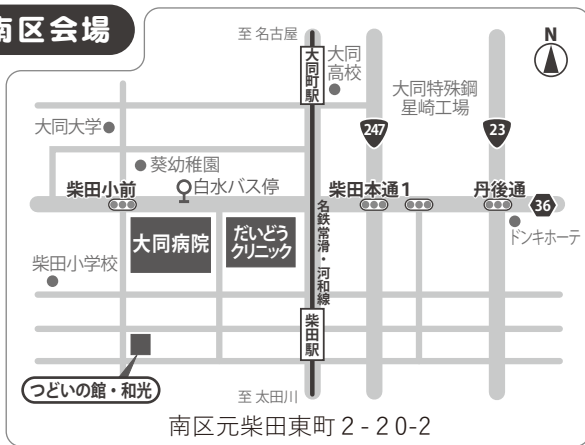 南区会場
至 名古屋
N
大同町駅
大同
高校
大同特殊鋼
星崎工場
大同大学
247
23
葵幼稚園
柴田小前
白水バス停
柴田本通1
丹後通
36
大同病院
だいどう
クリニック
名鉄常滑・河和線
ドンキホーテ
柴田小学校
柴田駅
つどいの館・和光
至 太田川
南区元柴田東町2-20-2